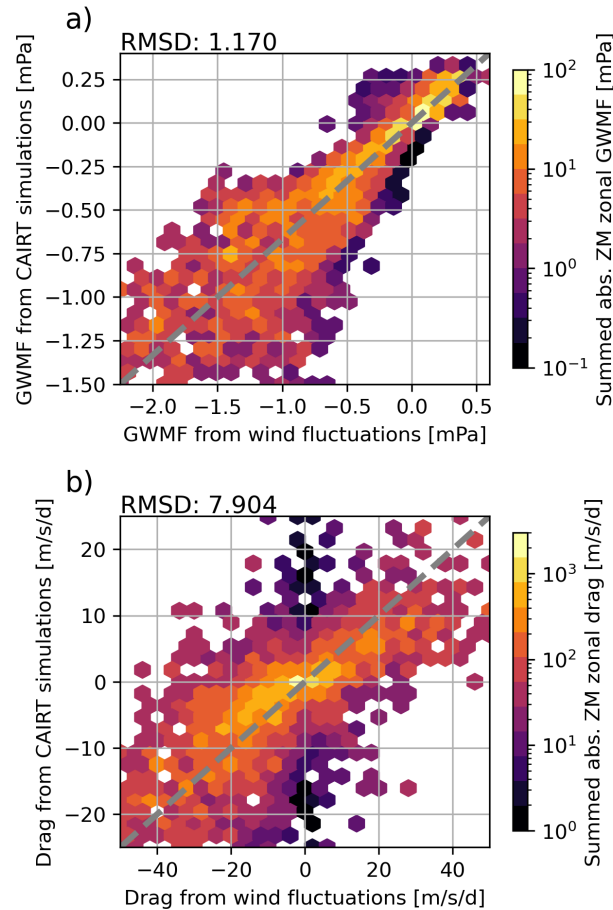 a)
RMSD: 1.170
GWMF from CAIRT simulations [mPa]
0.25
0.00
−0.25
−0.50
−0.75
−1.00
−1.25
−1.50
−2.0 −1.5 −1.0 −0.5 0.0 0.5
GWMF from wind fluctuations [mPa]
10²
10¹
10⁰
10⁻¹
Summed abs. ZM zonal GWMF [mPa]
b)
RMSD: 7.904
Drag from CAIRT simulations [m/s/d]
20
10
0
−10
−20
−40 −20 0 20 40
Drag from wind fluctuations [m/s/d]
10³
10²
10¹
10⁰
Summed abs. ZM zonal drag [m/s/d]